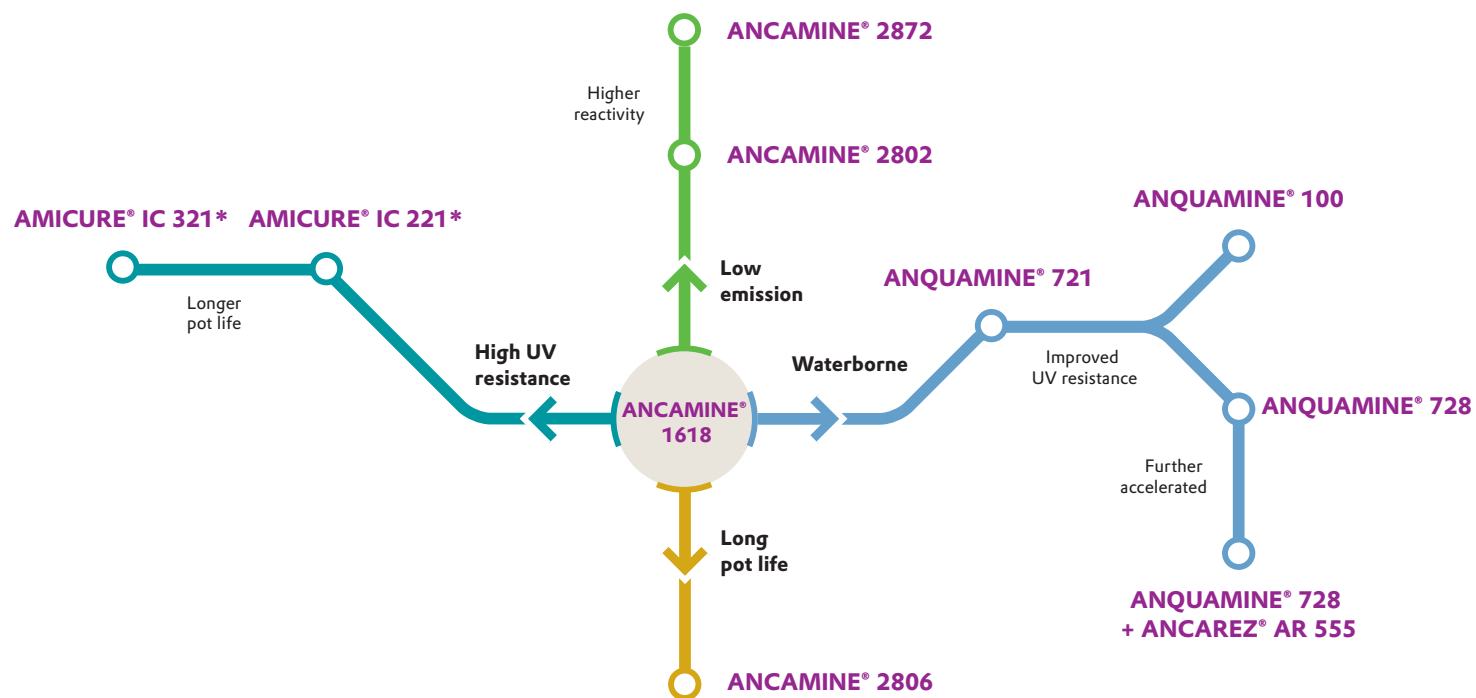 ANCAMINE® 2872
Higher
reactivity
ANCAMINE® 2802
AMICURE® IC 321*
AMICURE® IC 221*
ANQUAMINE® 100
Low
emission
ANQUAMINE® 721
Longer
pot life
High UV
resistance
Waterborne
Improved
UV resistance
ANCAMINE®
1618
ANQUAMINE® 728
Further
accelerated
Long
pot life
ANQUAMINE® 728
+ ANCAREZ® AR 555
ANCAMINE® 2806